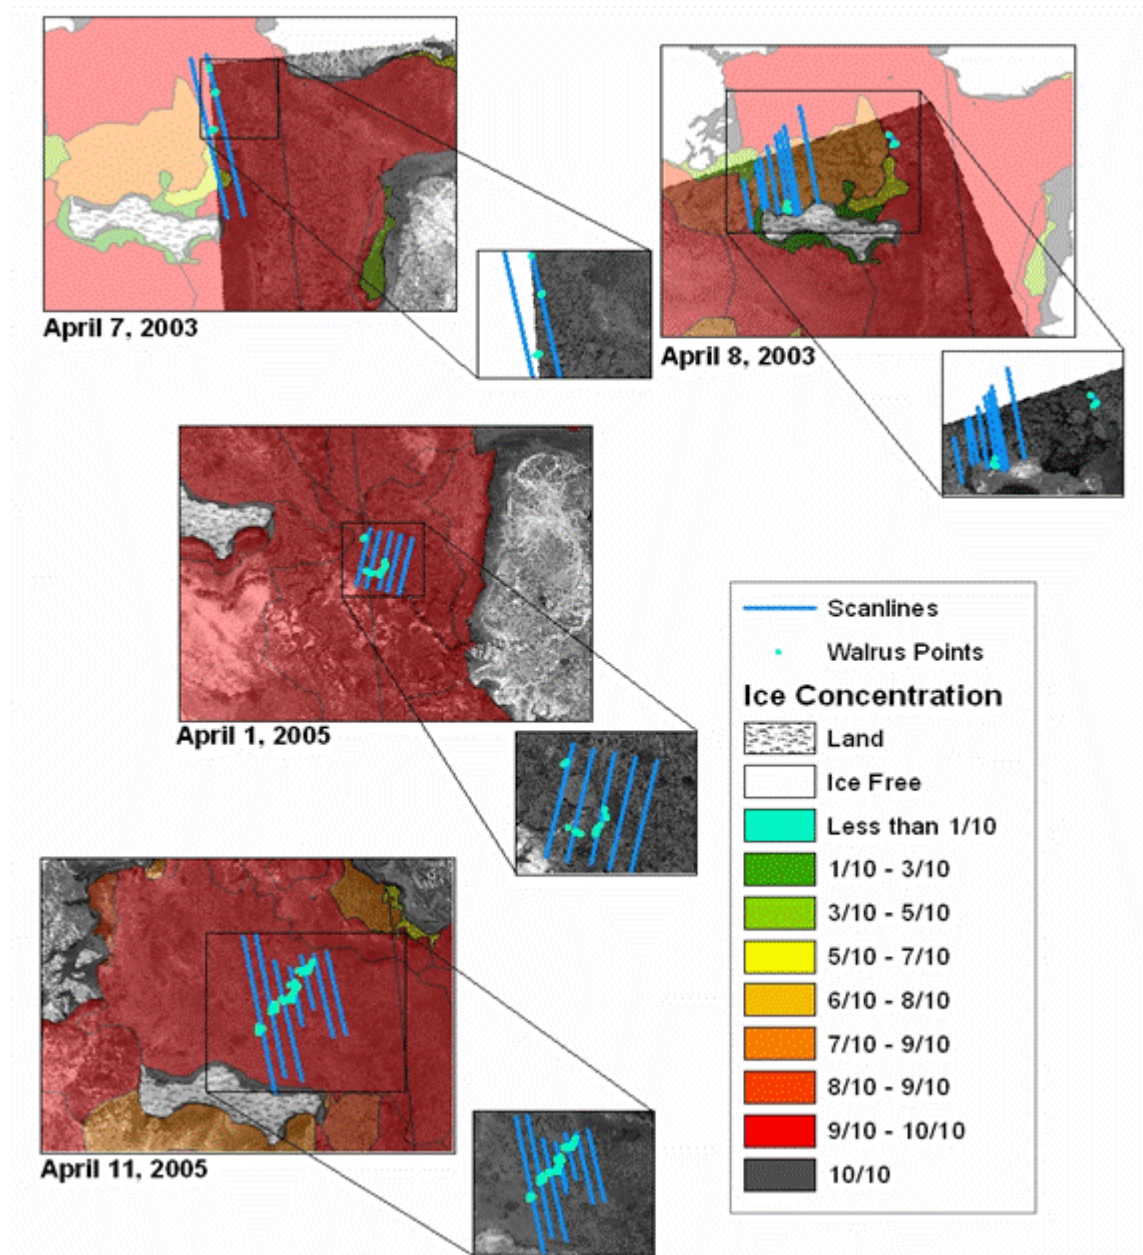 April 7, 2003
April 8, 2003
April 1, 2005
April 11, 2005
Scanlines
Walrus Points
Ice Concentration
Land
Ice Free
Less than 1/10
1/10 - 3/10
3/10 - 5/10
5/10 - 7/10
6/10 - 8/10
7/10 - 9/10
8/10 - 9/10
9/10 - 10/10
10/10